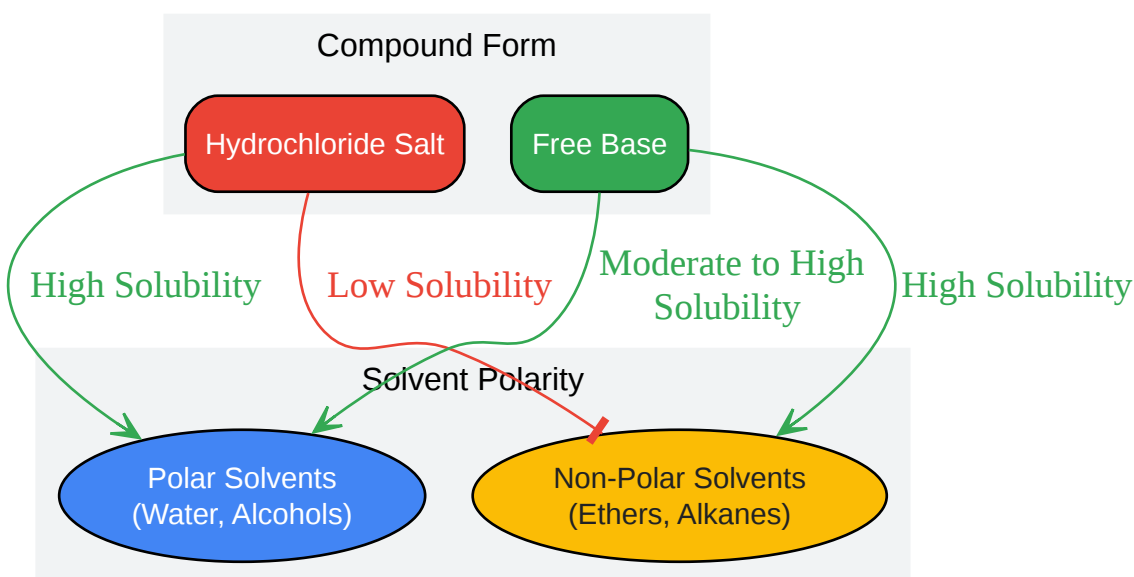 Compound Form
Hydrochloride Salt
Free Base
High Solubility
Low Solubility
Moderate to High
Solubility
High Solubility
Solvent Polarity
Polar Solvents
(Water, Alcohols)
Non-Polar Solvents
(Ethers, Alkanes)